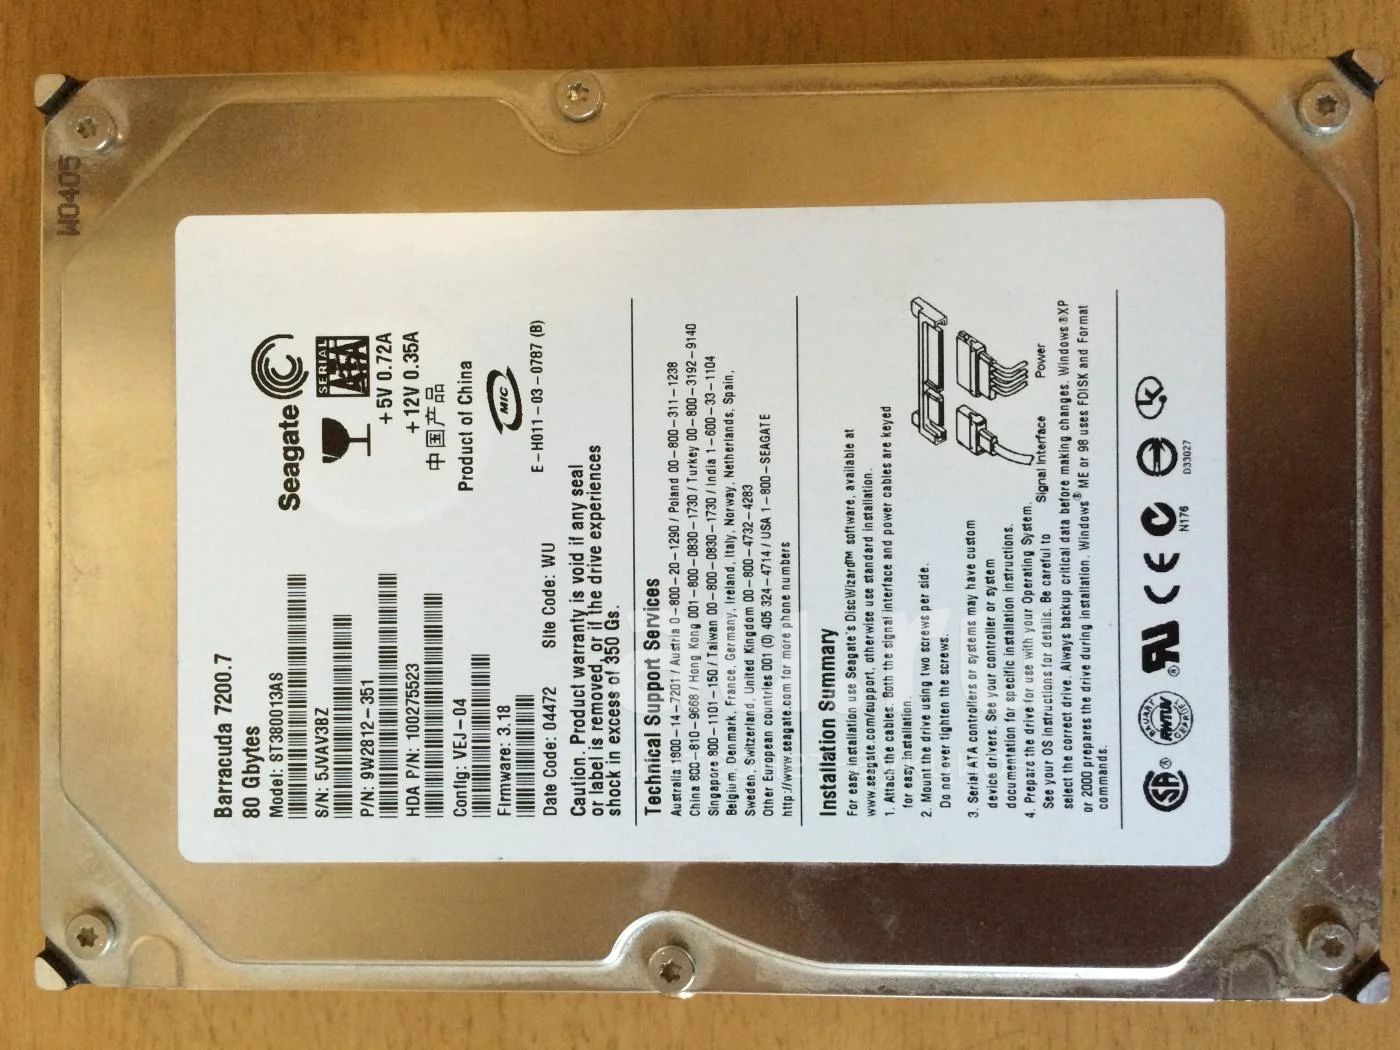 W0405
Barracuda 7200.7
80 Gbytes
Model: ST380013AS
S/N: 5JVAV3BZ
P/N: 9W2812-351
HDA P/N: 100275523
Config: VEJ-04
Firmware: 3.18
Date Code: 04472 Site Code: WU
Seagate
SERIAL
ATA
+5V 0.72A
+12V 0.35A
中国产品
Product of China
MIC
E-H011-03-0787 (B)
Caution. Product warranty is void if any seal
or label is removed, or if the drive experiences
shock in excess of 350 Gs.
Technical Support Services
Australia 1800-14-7201 / Austria 0-800-20-1290 / Poland 00-800-311-1238
China 800-810-9668 / Hong Kong 001-800-0830-1730 / Turkey 00-800-3192-9140
Singapore 800-1101-150 / Taiwan 00-800-0830-1730 / India 1-600-33-1104
Belgium, Denmark, France, Germany, Ireland, Italy, Norway, Netherlands, Spain,
Sweden, Switzerland, United Kingdom 00-800-4732-4283
Other European countries 001 (0) 405 324-4714 / USA 1-800-SEAGATE
http://www.seagate.com for more phone numbers
Installation Summary
For easy installation use Seagate's DiscWizard™ software, available at
www.seagate.com/support, otherwise use standard installation.
1. Attach the cables. Both the signal interface and power cables are keyed
for easy installation.
2. Mount the drive using two screws per side.
Do not over tighten the screws.
3. Serial ATA controllers or systems may have custom
device drivers. See your controller or system
documentation for specific installation instructions.
4. Prepare the drive for use with your Operating System.
See your OS instructions for details. Be careful to
select the correct drive. Always backup critical data before making changes. Windows®XP
or 2000 prepares the drive during installation. Windows® ME or 98 uses FDISK and Format
commands.
Signal Interface Power
SA®
BAUART
GEPRÜFT
®
CE
N176
D33027
K